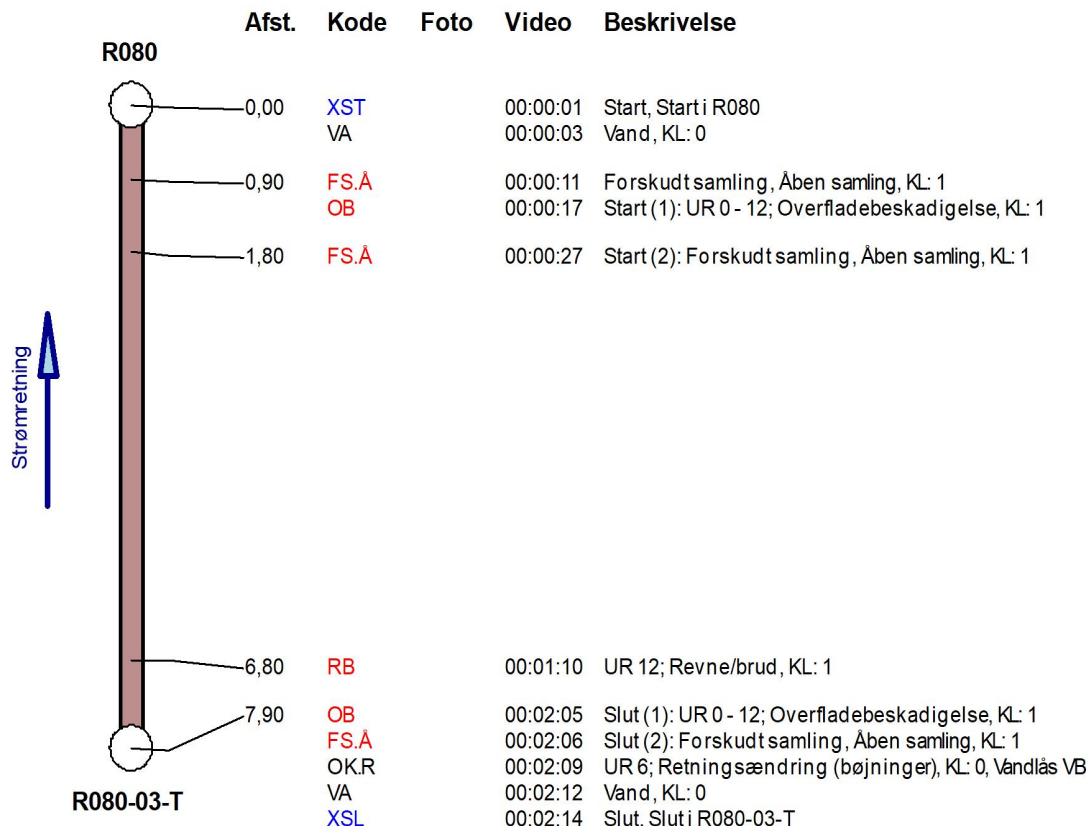 Afst. Kode Foto Video Beskrivelse
R080
0,00 XST 00:00:01 Start, Start i R080
VA 00:00:03 Vand, KL: 0
0,90 FS.Å 00:00:11 Forskudt samling, Åben samling, KL: 1
OB 00:00:17 Start (1): UR 0 - 12; Overfladebeskadigelse, KL: 1
1,80 FS.Å 00:00:27 Start (2): Forskudt samling, Åben samling, KL: 1
Strømretning
6,80 RB 00:01:10 UR 12; Revne/brud, KL: 1
7,90 OB 00:02:05 Slut (1): UR 0 - 12; Overfladebeskadigelse, KL: 1
FS.Å 00:02:06 Slut (2): Forskudt samling, Åben samling, KL: 1
OK.R 00:02:09 UR 6; Retningsændring (bøjninger), KL: 0, Vandlås VB
VA 00:02:12 Vand, KL: 0
R080-03-T
XSL 00:02:14 Slut, Slut i R080-03-T